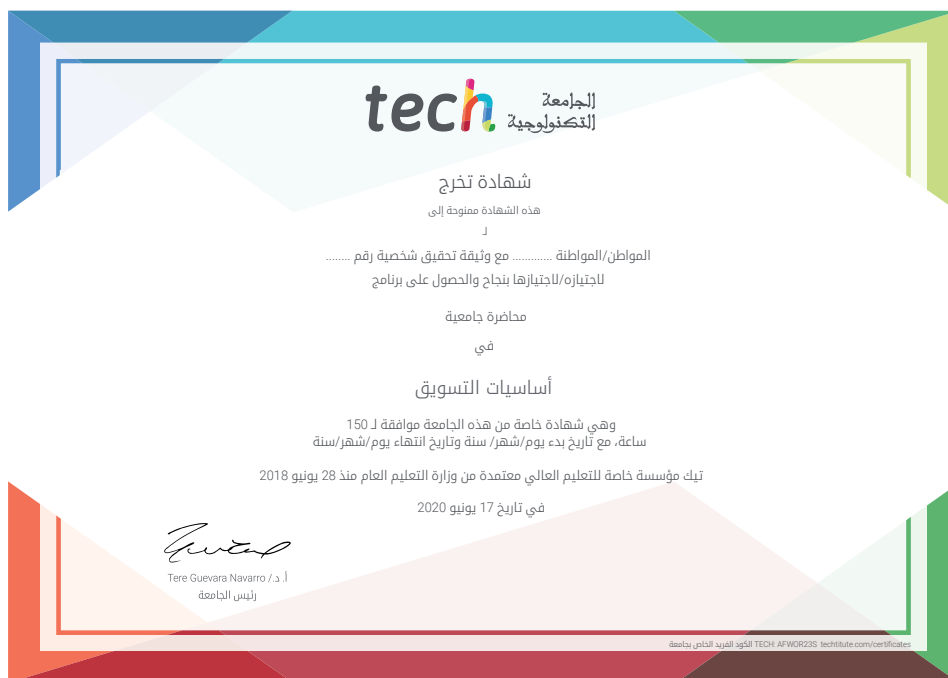 tech الجامعة
التكنولوجية
شهادة تخرج
هذه الشهادة ممنوحة إلى
لـ
المواطن/المواطنة ............ مع وثيقة تحقيق شخصية رقم ........
لاجتيازه/لاجتيازها بنجاح والحصول على برنامج
محاضرة جامعية
في
أساسيات التسويق
وهي شهادة خاصة من هذه الجامعة موافقة لـ 150
ساعة، مع تاريخ بدء يوم/شهر/ سنة وتاريخ انتهاء يوم/شهر/سنة
تيك مؤسسة خاصة للتعليم العالي معتمدة من وزارة التعليم العام منذ 28 يونيو 2018
في تاريخ 17 يونيو 2020
أ. د./ Tere Guevara Navarro
رئيس الجامعة
الكود الفريد الخاص بجامعة TECH: AFWOR23S techtitute.com/certificates